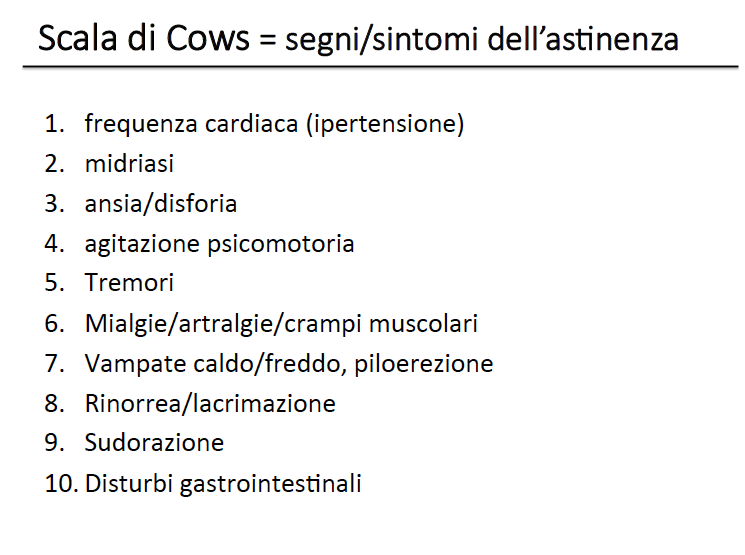 Scala di Cows = segni/sintomi dell'astinenza
1. frequenza cardiaca (ipertensione)
2. midriasi
3. ansia/disforia
4. agitazione psicomotoria
5. Tremori
6. Mialgie/artralgie/crampi muscolari
7. Vampate caldo/freddo, piloerezione
8. Rinorrea/lacrimazione
9. Sudorazione
10. Disturbi gastrointestinali